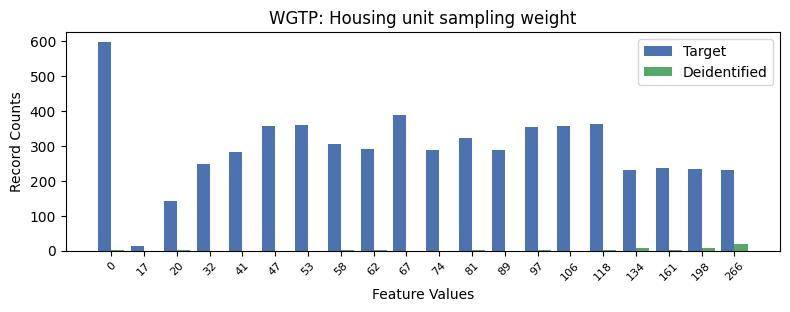 WGTP: Housing unit sampling weight
Record Counts
600
500
400
300
200
100
0
Target
Deidentified
0 17 20 32 41 47 53 58 62 67 74 81 89 97 106 118 134 161 198 266
Feature Values